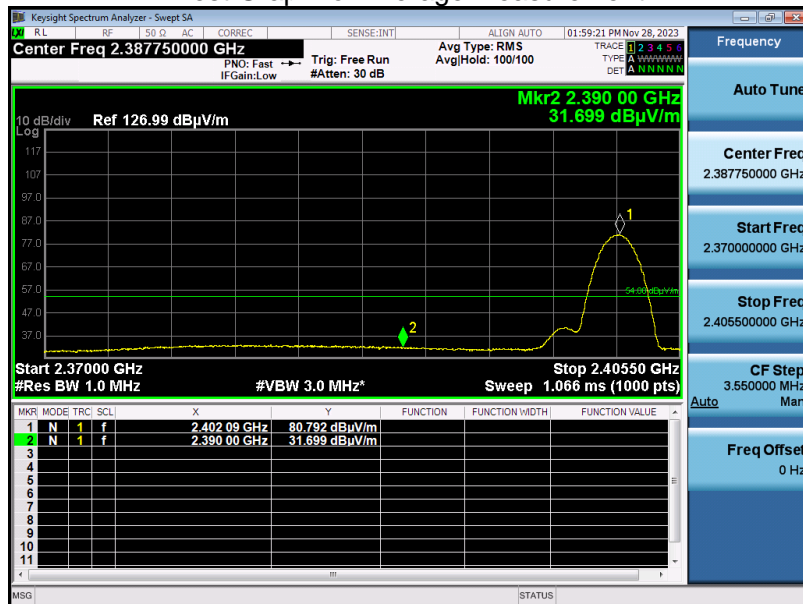 Keysight Spectrum Analyzer - Swept SA
RL RF 50 Ω AC CORREC SENSE:INT ALIGN AUTO 01:59:21 PM Nov 28, 2023
Center Freq 2.387750000 GHz
PNO: Fast
IFGain:Low
Trig: Free Run
#Atten: 30 dB
Avg Type: RMS
Avg|Hold: 100/100
TRACE 1 2 3 4 5 6
TYPE A WWWWW
DET A N N N N N
Mkr2 2.390 00 GHz
31.699 dBµV/m
10 dB/div Ref 126.99 dBµV/m
Log
117
107
97.0
87.0
77.0
67.0
57.0
47.0
37.0
1
54.00 dBµV/m
2
Start 2.37000 GHz Stop 2.40550 GHz
#Res BW 1.0 MHz #VBW 3.0 MHz* Sweep 1.066 ms (1000 pts)
MKR MODE TRC SCL X Y FUNCTION FUNCTION WIDTH FUNCTION VALUE
1 N 1 f 2.402 09 GHz 80.792 dBµV/m
2 N 1 f 2.390 00 GHz 31.699 dBµV/m
3
4
5
6
7
8
9
10
11
MSG STATUS
Frequency
Auto Tune
Center Freq
2.387750000 GHz
Start Freq
2.370000000 GHz
Stop Freq
2.405500000 GHz
CF Step
3.550000 MHz
Auto Man
Freq Offset
0 Hz